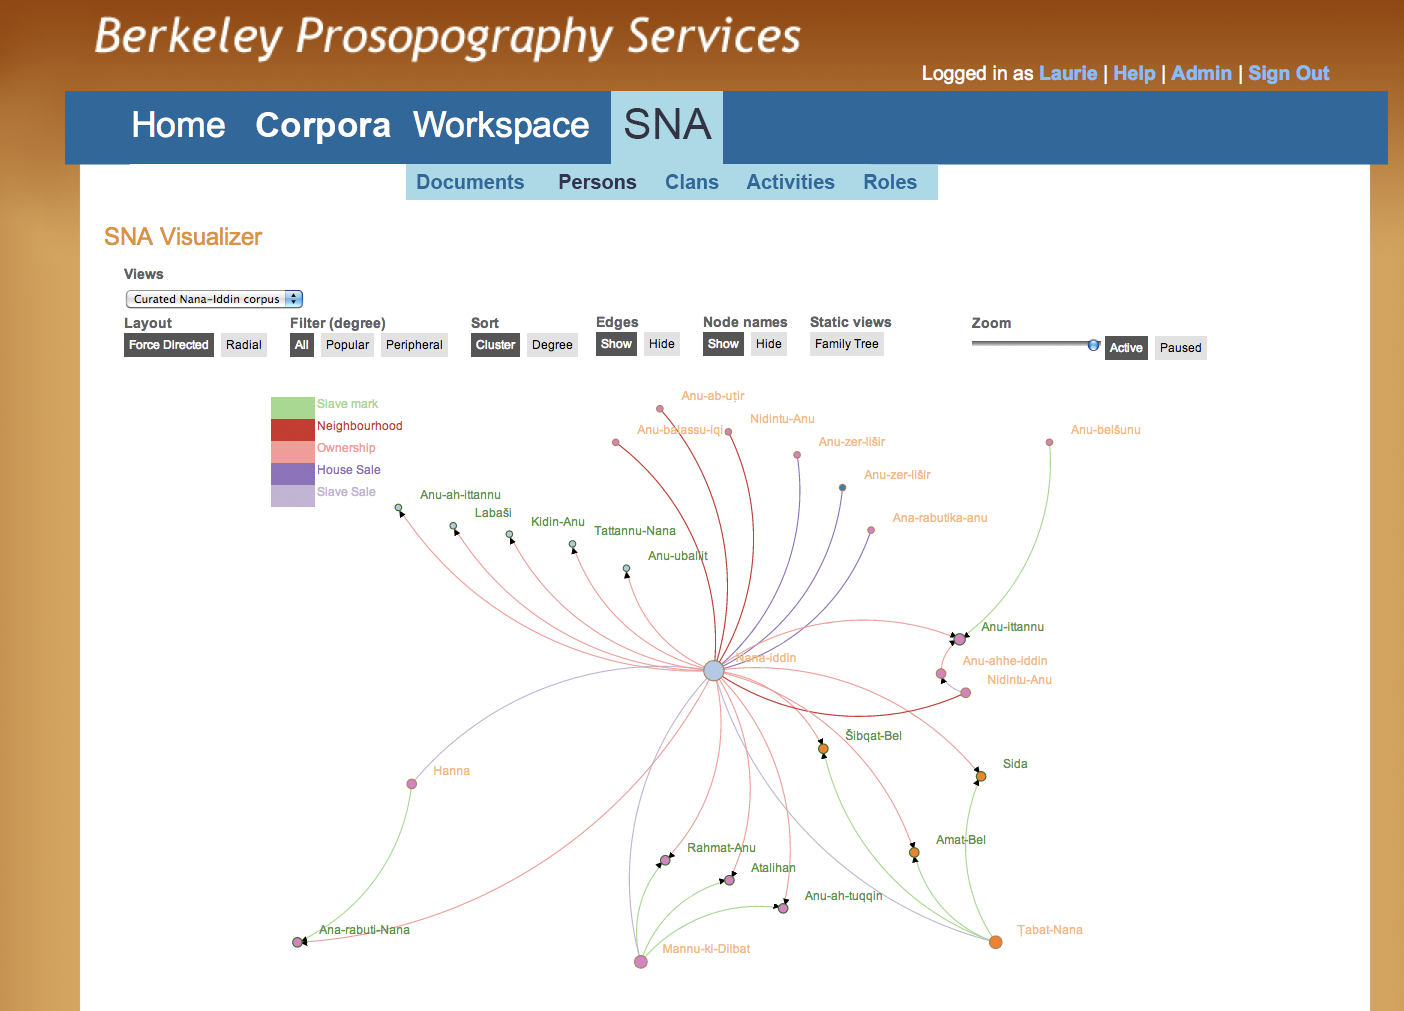 Berkeley Prosopography Services
Logged in as Laurie | Help | Admin | Sign Out
Home Corpora Workspace SNA
Documents Persons Clans Activities Roles
SNA Visualizer
Views
Curated Nana-Iddin corpus
Layout Filter (degree) Sort Edges Node names Static views Zoom
Force Directed Radial All Popular Peripheral Cluster Degree Show Hide Show Hide Family Tree Active Paused
Slave mark
Neighbourhood
Ownership
House Sale
Slave Sale
Anu-ab-uṭir
Nidintu-Anu
Anu-balassu-iqi
Anu-belšunu
Anu-zer-lišir
Anu-zer-lišir
Anu-ah-ittannu
Labaši
Kidin-Anu
Ana-rabutika-anu
Tattannu-Nana
Anu-uballit
Anu-ittannu
Nana-iddin
Anu-ahhe-iddin
Nidintu-Anu
Šibqat-Bel
Sida
Hanna
Amat-Bel
Rahmat-Anu
Atalihan
Anu-ah-tuqqin
Ana-rabuti-Nana
Ṭabat-Nana
Mannu-ki-Dilbat